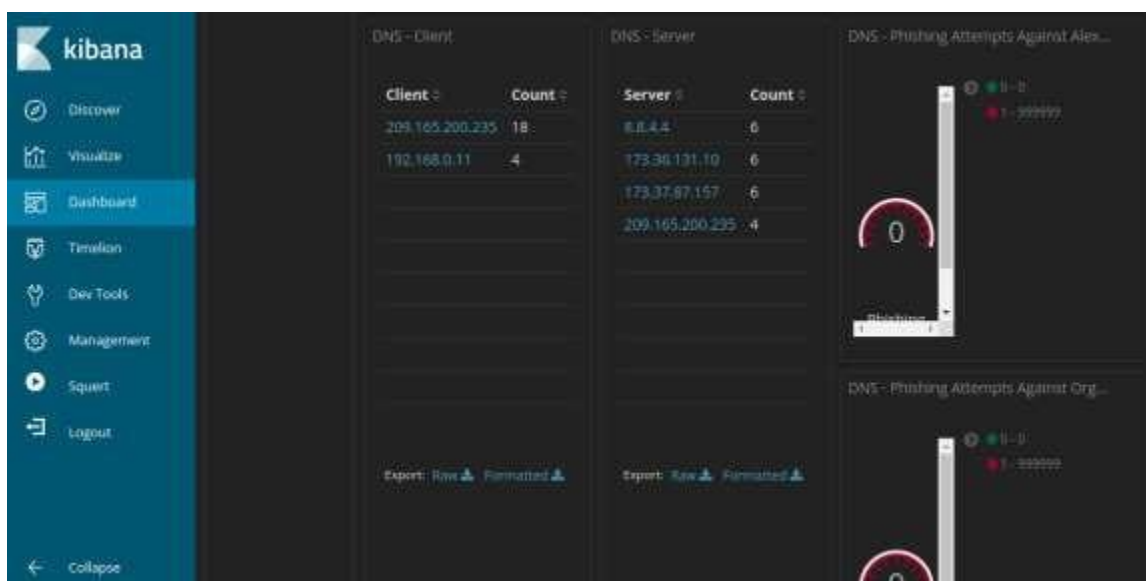 kibana
Discover
Visualize
Dashboard
Timelion
Dev Tools
Management
Squert
Logout
Collapse
DNS - Client
Client Count
209.165.200.235 18
192.168.0.11 4
Export: Raw Formatted
DNS - Server
Server Count
8.8.4.4 6
173.36.131.10 6
173.37.87.157 6
209.165.200.235 4
Export: Raw Formatted
DNS - Phishing Attempts Against Alex...
0 - 0
1 - 999999
0
Phishing
DNS - Phishing Attempts Against Org...
0 - 0
1 - 999999
0